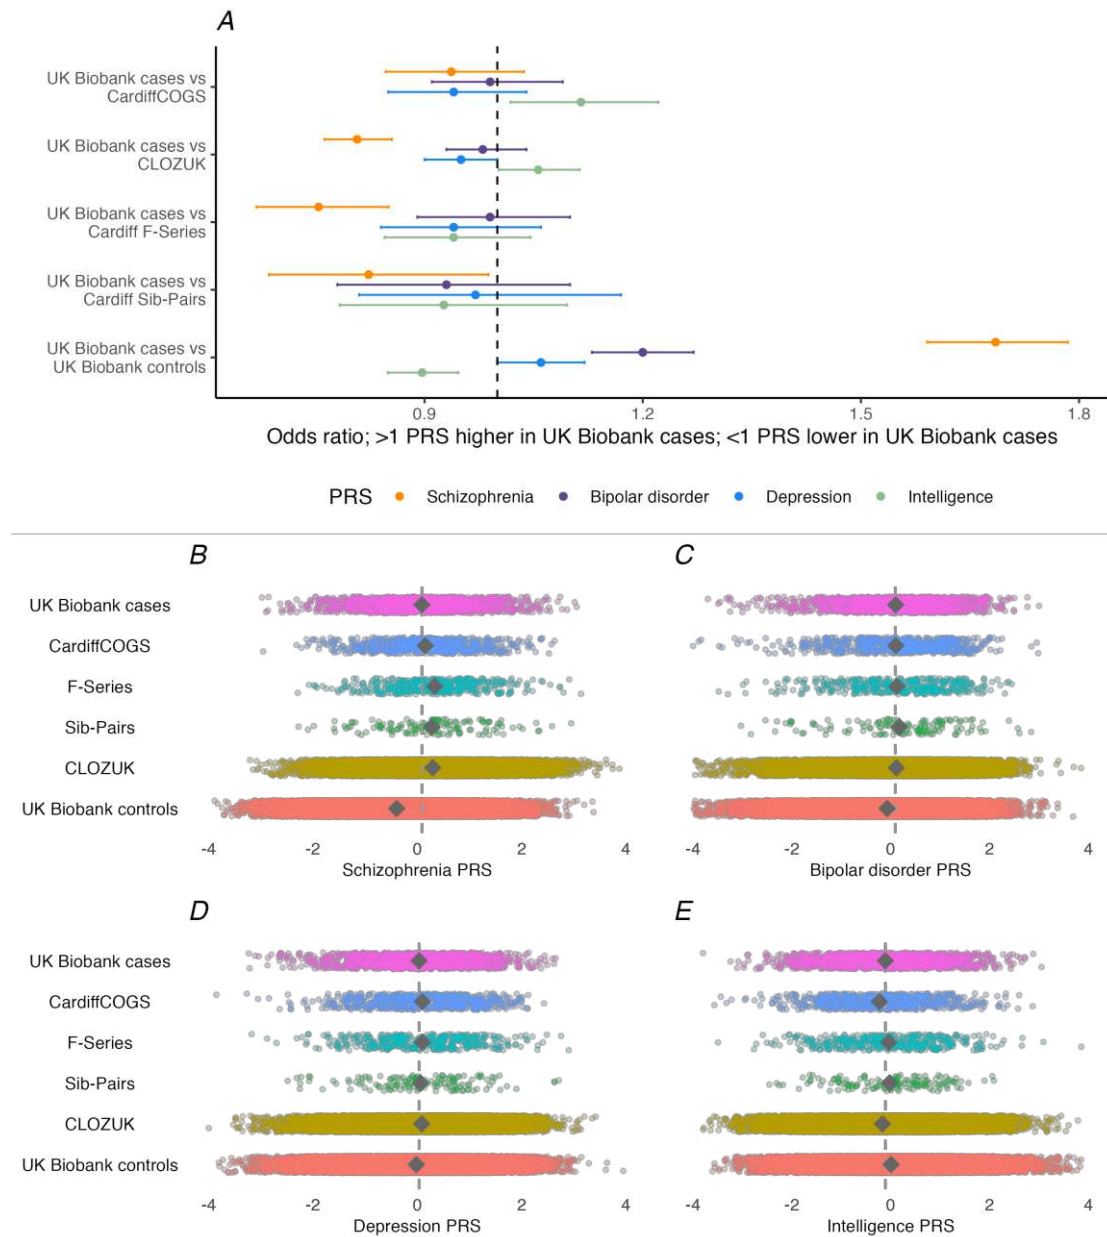 A
UK Biobank cases vs
CardiffCOGS
UK Biobank cases vs
CLOZUK
UK Biobank cases vs
Cardiff F-Series
UK Biobank cases vs
Cardiff Sib-Pairs
UK Biobank cases vs
UK Biobank controls
0.9 1.2 1.5 1.8
Odds ratio; >1 PRS higher in UK Biobank cases; <1 PRS lower in UK Biobank cases
PRS Schizophrenia Bipolar disorder Depression Intelligence
B C
UK Biobank cases
CardiffCOGS
F-Series
Sib-Pairs
CLOZUK
UK Biobank controls
-4 -2 0 2 4 -4 -2 0 2 4
Schizophrenia PRS Bipolar disorder PRS
D E
UK Biobank cases
CardiffCOGS
F-Series
Sib-Pairs
CLOZUK
UK Biobank controls
-4 -2 0 2 4 -4 -2 0 2 4
Depression PRS Intelligence PRS